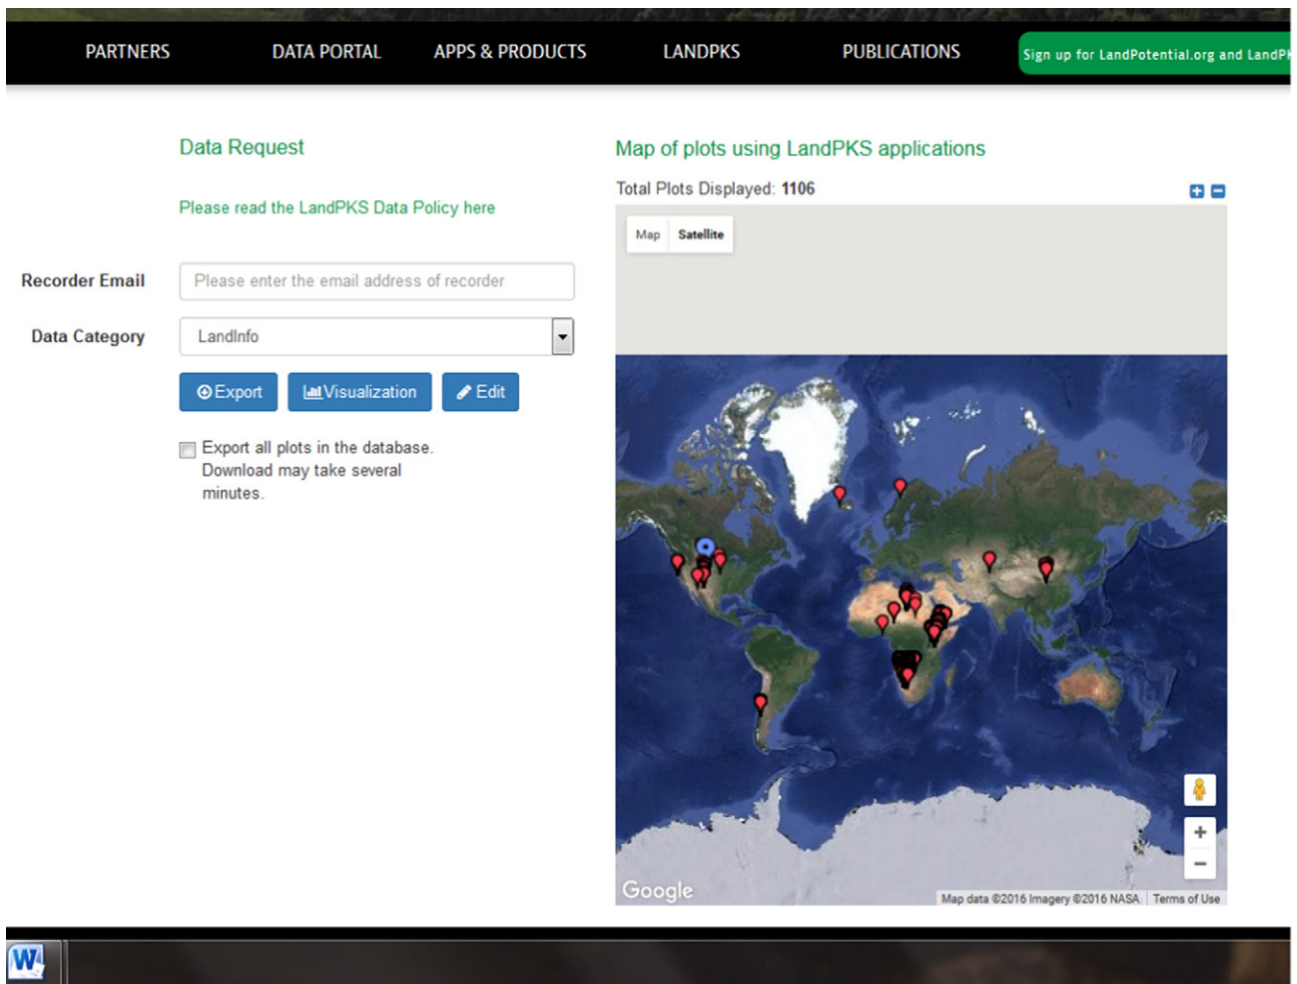 PARTNERS DATA PORTAL APPS & PRODUCTS LANDPKS PUBLICATIONS Sign up for LandPotential.org and LandPK
Data Request
Please read the LandPKS Data Policy here
Recorder Email Please enter the email address of recorder
Data Category LandInfo
Export Visualization Edit
Export all plots in the database.
Download may take several
minutes.
Map of plots using LandPKS applications
Total Plots Displayed: 1106
Map Satellite
Google
Map data ©2016 Imagery ©2016 NASA Terms of Use
W